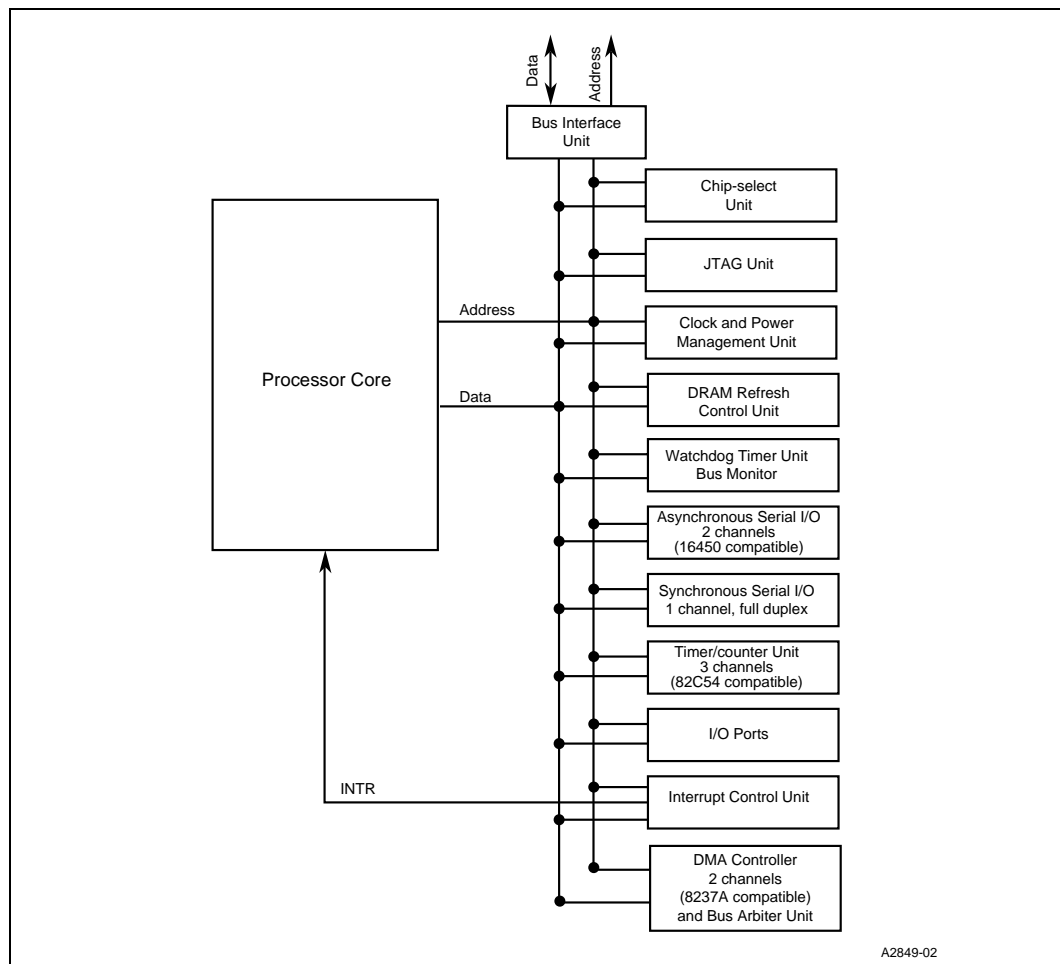 Data
Address
Bus Interface
Unit
Chip-select
Unit
JTAG Unit
Address
Clock and Power
Management Unit
Processor Core
Data
DRAM Refresh
Control Unit
Watchdog Timer Unit
Bus Monitor
Asynchronous Serial I/O
2 channels
(16450 compatible)
Synchronous Serial I/O
1 channel, full duplex
Timer/counter Unit
3 channels
(82C54 compatible)
I/O Ports
INTR
Interrupt Control Unit
DMA Controller
2 channels
(8237A compatible)
and Bus Arbiter Unit
A2849-02